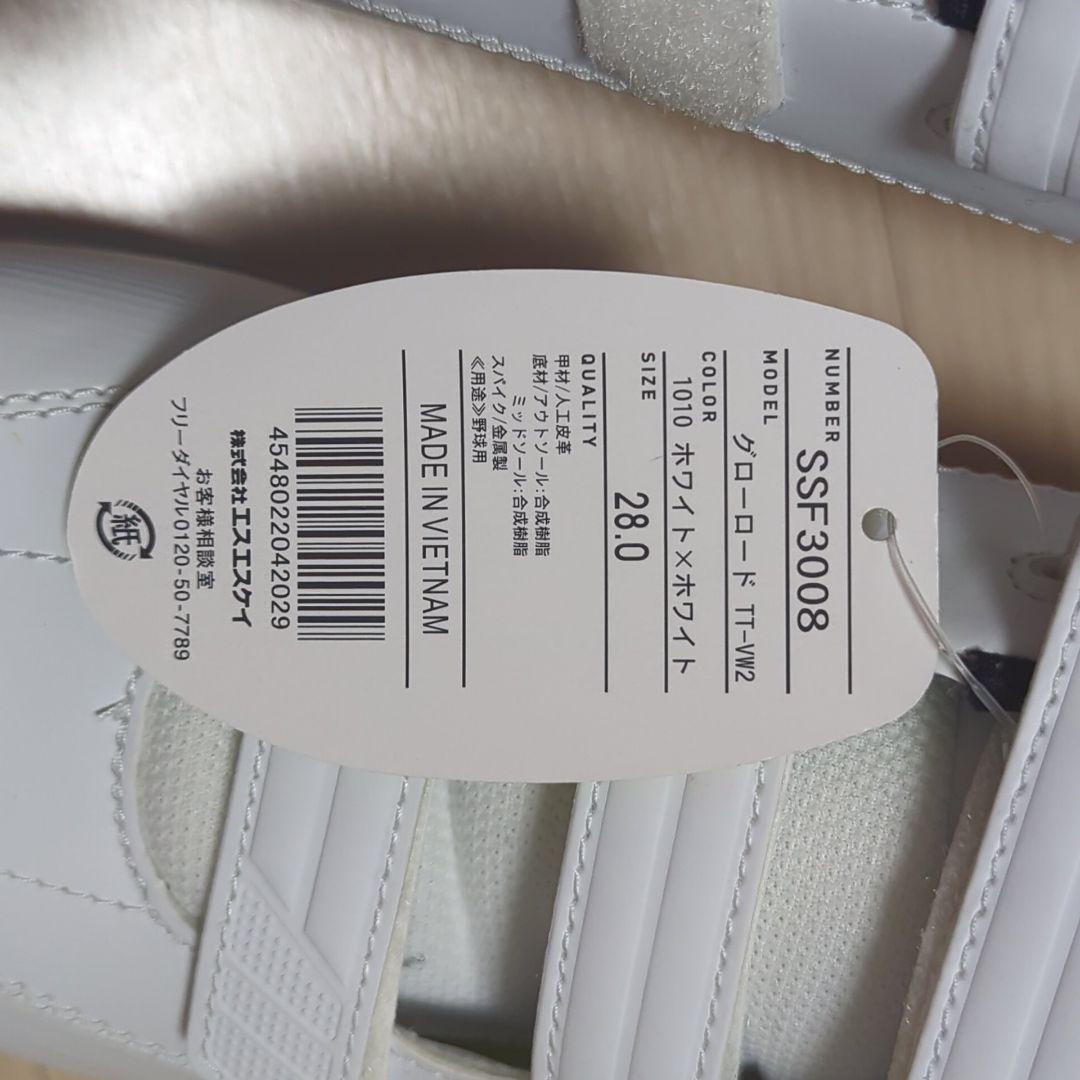 NUMBER
SSF3008
MODEL
グローロード TT-VW2
COLOR
1010 ホワイト×ホワイト
SIZE
28.0
QUALITY
甲材/人工皮革
底材/アウトソール:合成樹脂
ミッドソール:合成樹脂
スパイク/金属製
≪用途≫野球用
MADE IN VIETNAM
4548022042029
株式会社エスエスケイ
お客様相談室
フリーダイヤル0120-50-7789
紙